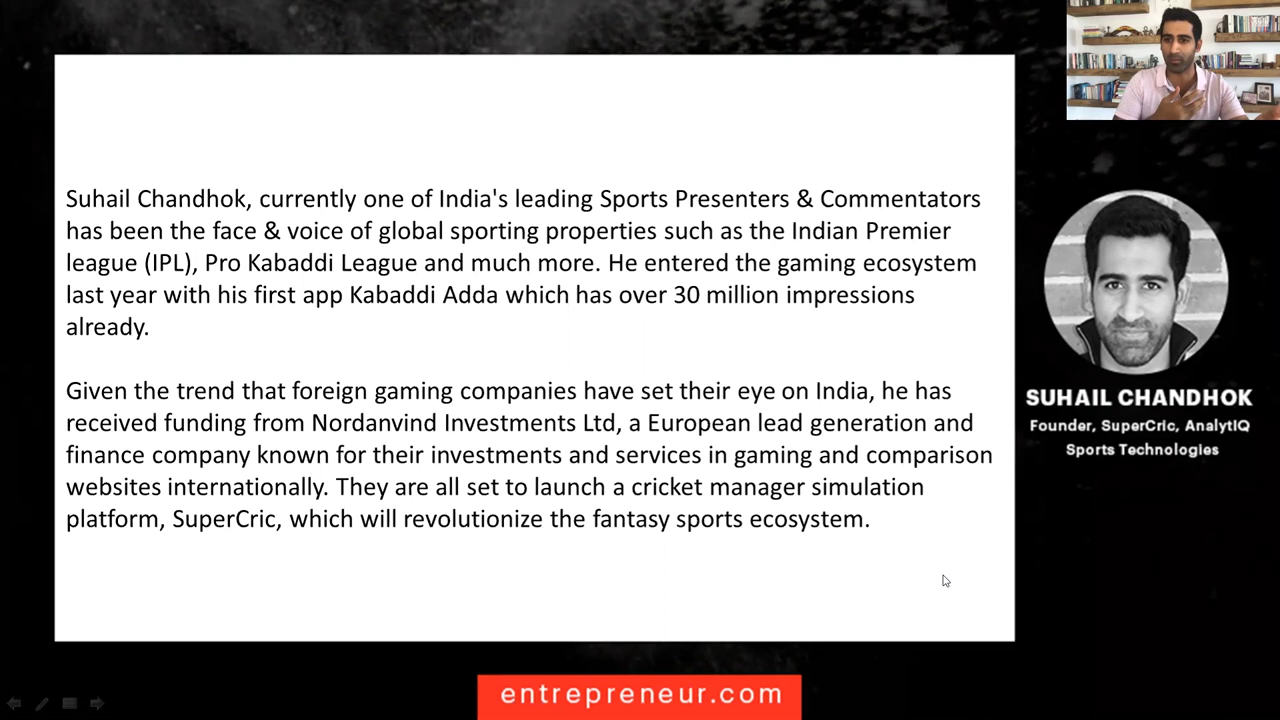 Suhail Chandhok, currently one of India's leading Sports Presenters & Commentators
has been the face & voice of global sporting properties such as the Indian Premier
league (IPL), Pro Kabaddi League and much more. He entered the gaming ecosystem
last year with his first app Kabaddi Adda which has over 30 million impressions
already.
Given the trend that foreign gaming companies have set their eye on India, he has
received funding from Nordanvind Investments Ltd, a European lead generation and
finance company known for their investments and services in gaming and comparison
websites internationally. They are all set to launch a cricket manager simulation
platform, SuperCric, which will revolutionize the fantasy sports ecosystem.
SUHAIL CHANDHOK
Founder, SuperCric, AnalytIQ
Sports Technologies
entrepreneur.com